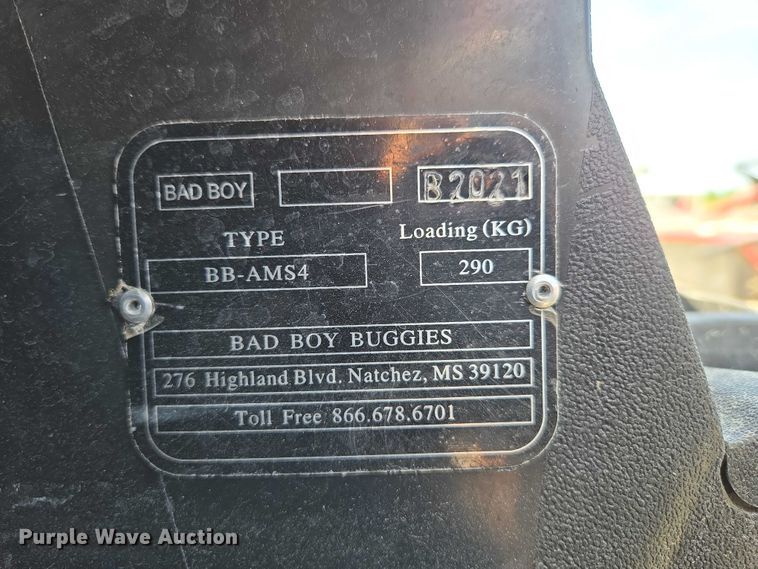 BAD BOY B2021
TYPE Loading (KG)
BB-AMS4 290
BAD BOY BUGGIES
276 Highland Blvd. Natchez, MS 39120
Toll Free 866.678.6701
Purple Wave Auction®